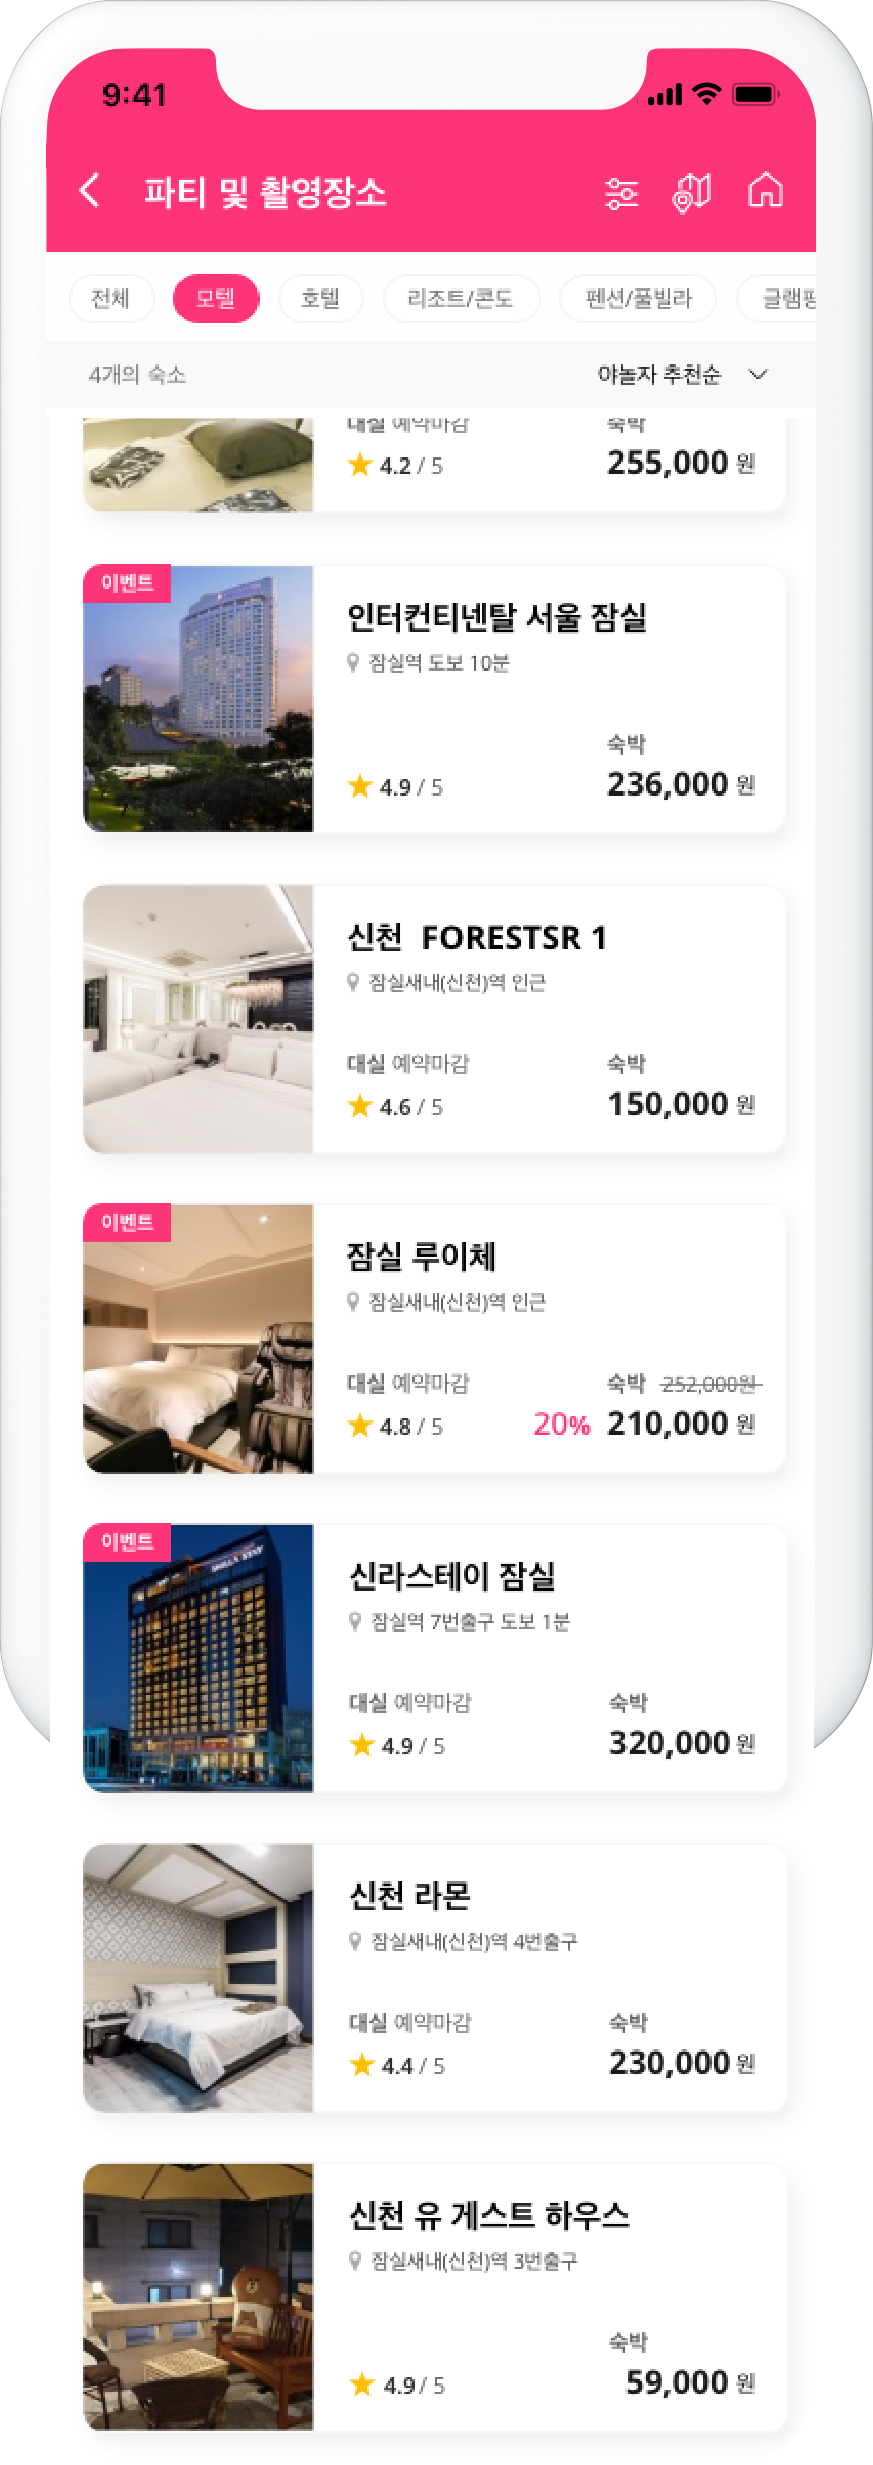 9:41
파티 및 촬영장소
전체 모텔 호텔 리조트/콘도 펜션/풀빌라 글램핑
4개의 숙소 야놀자 추천순
대실 예약마감 숙박
4.2 / 5 255,000 원
이벤트
인터컨티넨탈 서울 잠실
잠실역 도보 10분
숙박
4.9 / 5 236,000 원
신천 FORESTSR 1
잠실새내(신천)역 인근
대실 예약마감 숙박
4.6 / 5 150,000 원
이벤트
잠실 루이체
잠실새내(신천)역 인근
대실 예약마감 숙박 252,000원
4.8 / 5 20% 210,000 원
이벤트
신라스테이 잠실
잠실역 7번출구 도보 1분
대실 예약마감 숙박
4.9 / 5 320,000 원
신천 라몬
잠실새내(신천)역 4번출구
대실 예약마감 숙박
4.4 / 5 230,000 원
신천 유 게스트 하우스
잠실새내(신천)역 3번출구
숙박
4.9 / 5 59,000 원